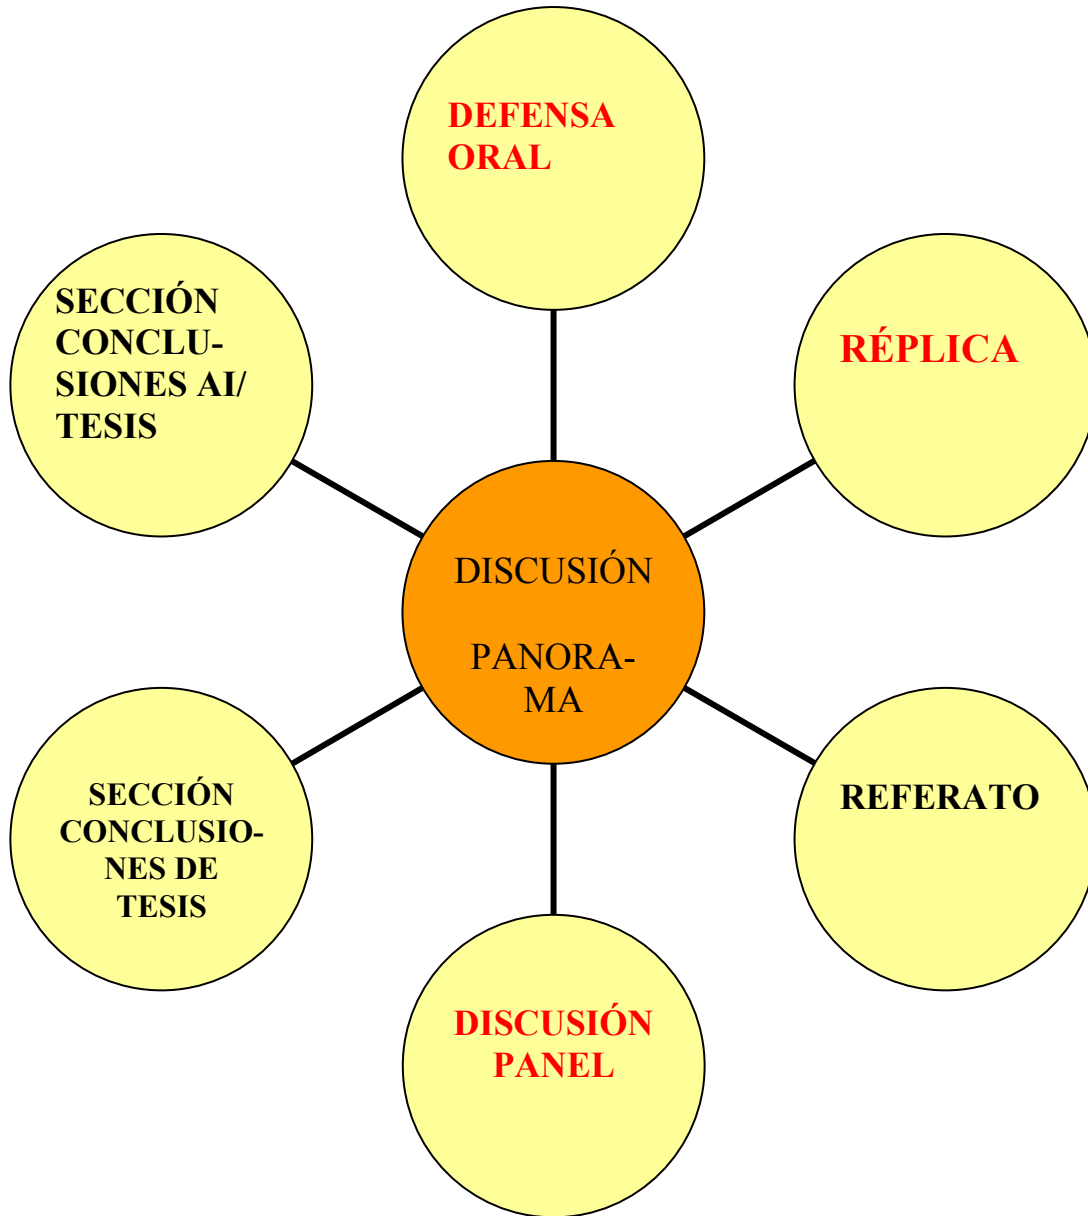 DEFENSA
ORAL
SECCIÓN
CONCLU-
SIONES AI/
TESIS
RÉPLICA
DISCUSIÓN
PANORA-
MA
SECCIÓN
CONCLUSIO-
NES DE
TESIS
REFERATO
DISCUSIÓN
PANEL